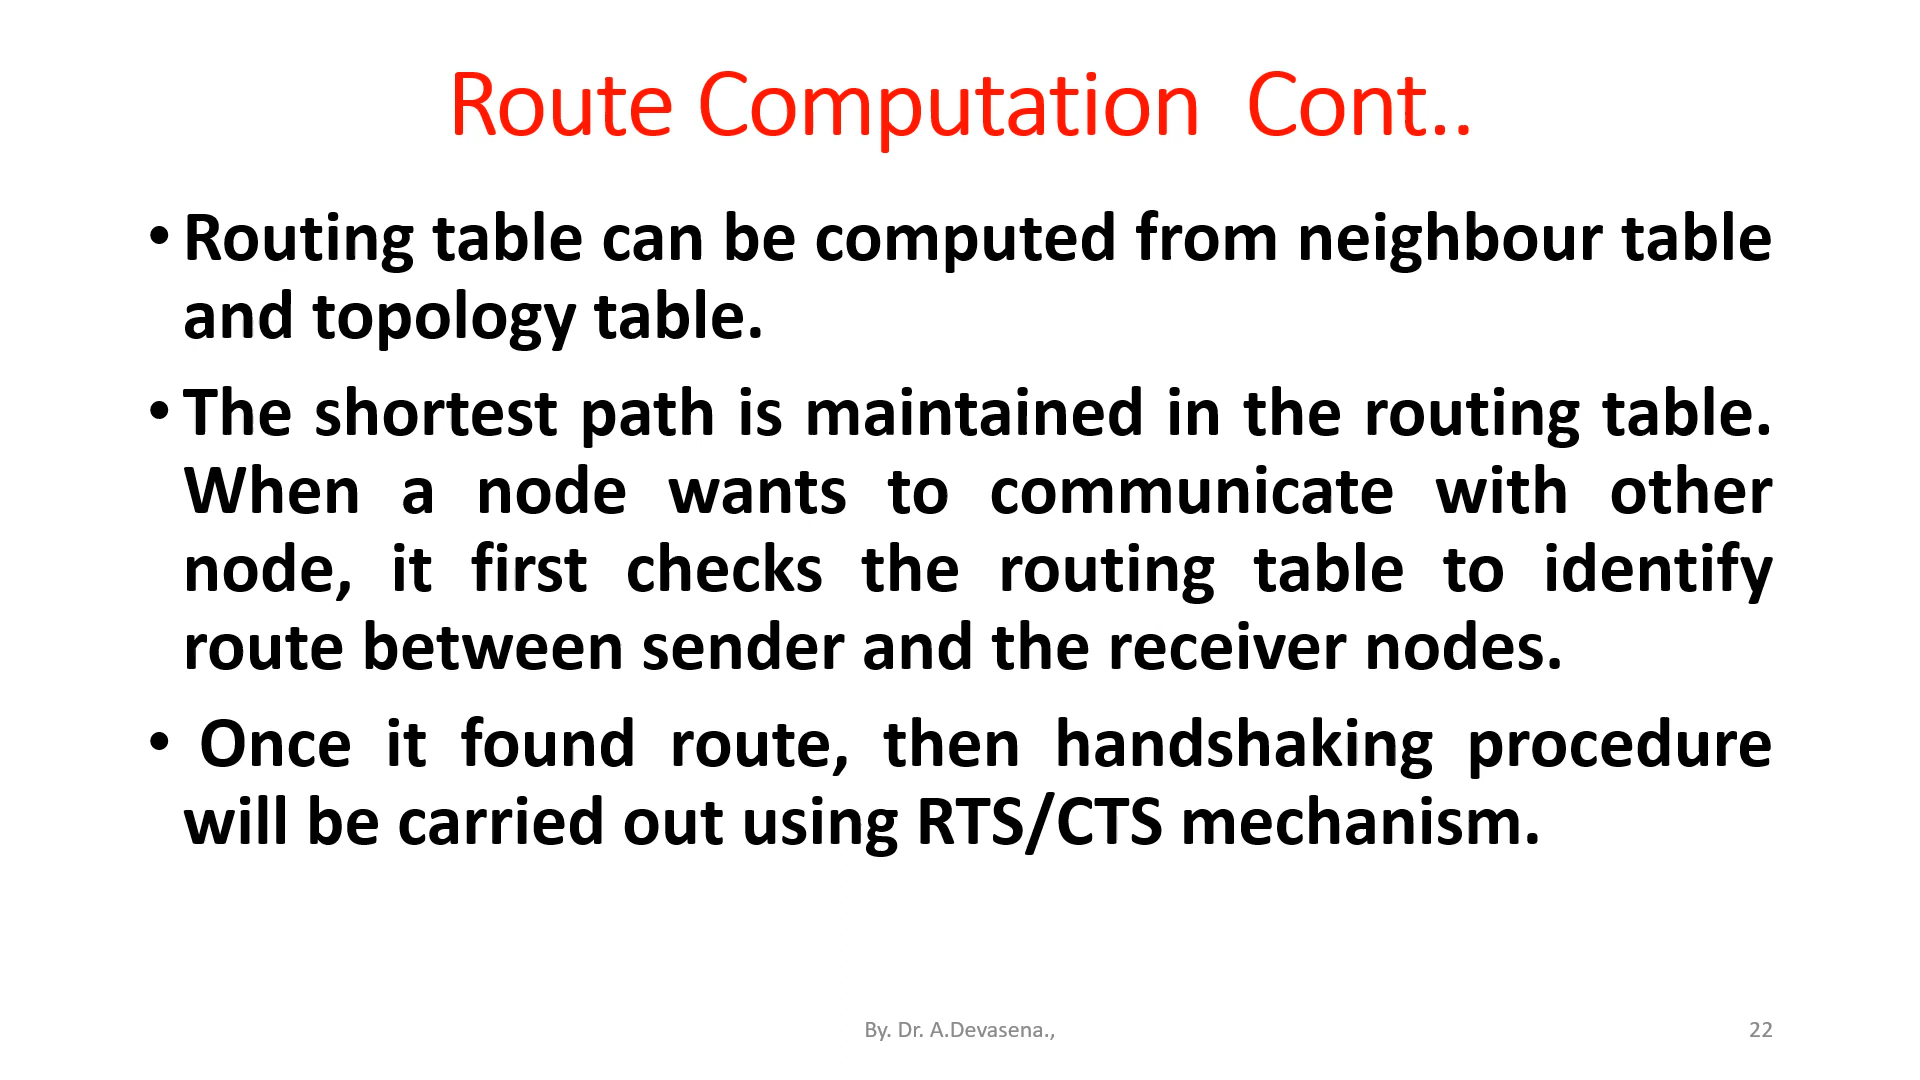 Route Computation  Cont..
• Routing table can be computed from neighbour table
and topology table.
• The shortest path is maintained in the routing table.
When a node wants to communicate with other
node, it first checks the routing table to identify
route between sender and the receiver nodes.
• Once it found route, then handshaking procedure
will be carried out using RTS/CTS mechanism.
By. Dr. A.Devasena.,
22